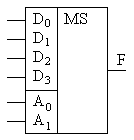 D₀ MS
D₁
D₂ F
D₃
A₀
A₁